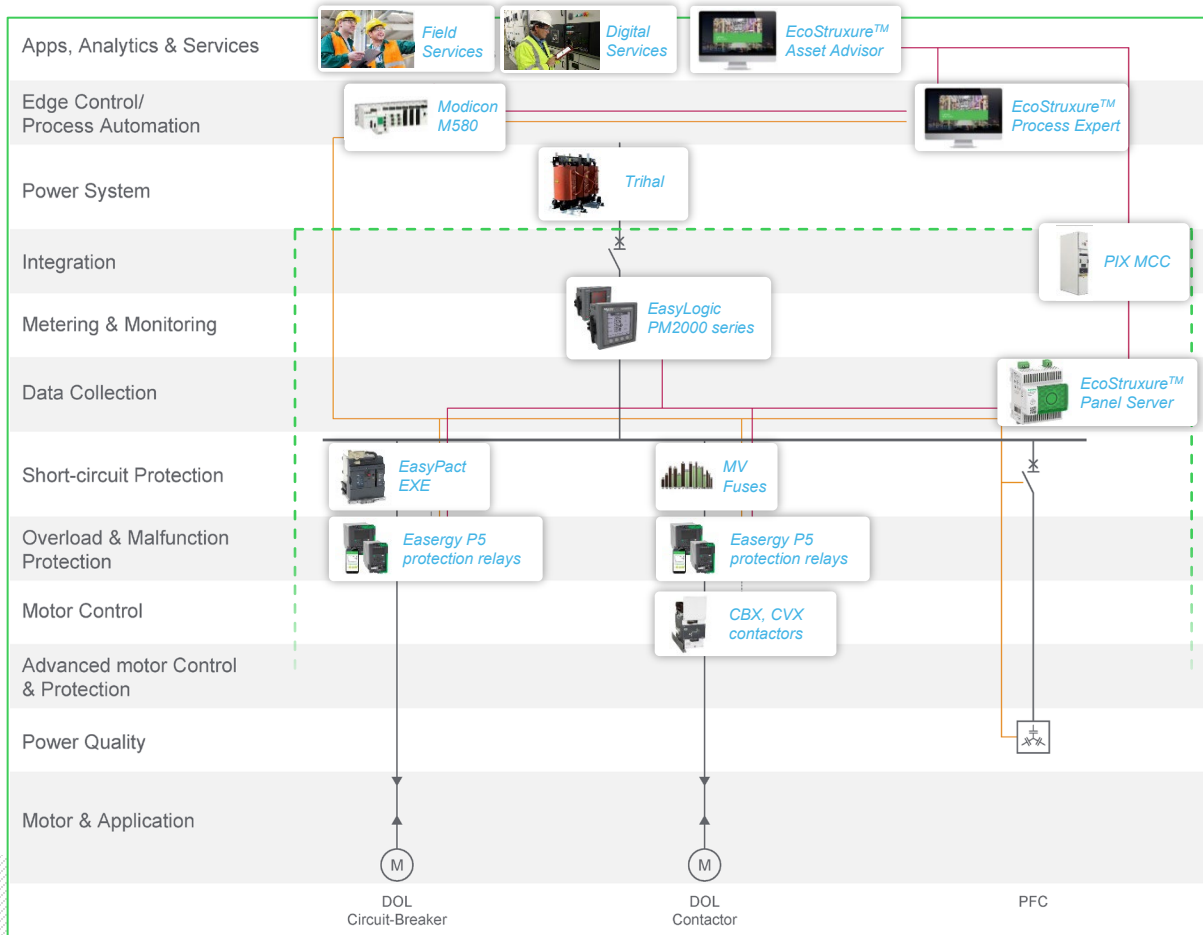 Apps, Analytics & Services
Field
Services
Digital
Services
EcoStruxure™
Asset Advisor
Edge Control/
Process Automation
Modicon
M580
EcoStruxure™
Process Expert
Power System
Trihal
Integration
PIX MCC
Metering & Monitoring
EasyLogic
PM2000 series
Data Collection
EcoStruxure™
Panel Server
Short-circuit Protection
EasyPact
EXE
MV
Fuses
Overload & Malfunction
Protection
Easergy P5
protection relays
Easergy P5
protection relays
Motor Control
CBX, CVX
contactors
Advanced motor Control
& Protection
Power Quality
Motor & Application
M
M
DOL
Circuit-Breaker
DOL
Contactor
PFC